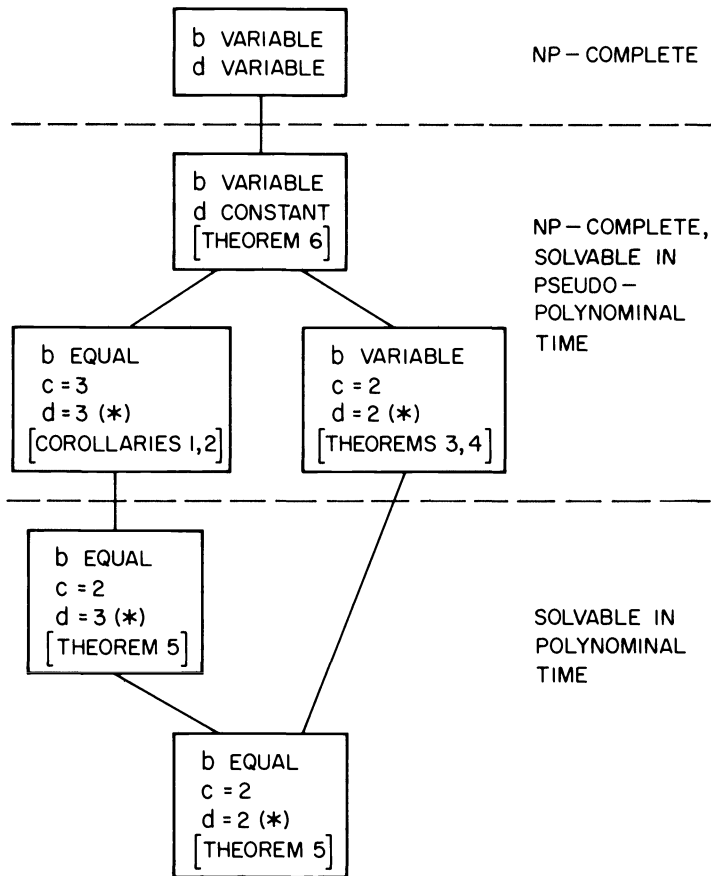 b VARIABLE
d VARIABLE
NP – COMPLETE
b VARIABLE
d CONSTANT
[THEOREM 6]
NP – COMPLETE,
SOLVABLE IN
PSEUDO –
POLYNOMINAL
TIME
b EQUAL
c = 3
d = 3 (*)
[COROLLARIES 1,2]
b VARIABLE
c = 2
d = 2 (*)
[THEOREMS 3,4]
b EQUAL
c = 2
d = 3 (*)
[THEOREM 5]
SOLVABLE IN
POLYNOMINAL
TIME
b EQUAL
c = 2
d = 2 (*)
[THEOREM 5]